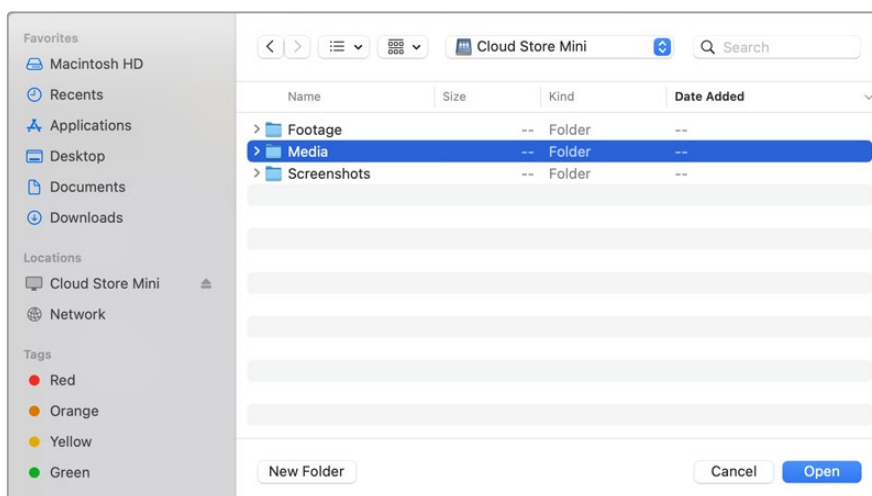 Favorites
Macintosh HD
Recents
Applications
Desktop
Documents
Downloads
Locations
Cloud Store Mini
Network
Tags
Red
Orange
Yellow
Green
Cloud Store Mini
Search
Name Size Kind Date Added
Footage -- Folder --
Media -- Folder --
Screenshots -- Folder --
New Folder Cancel Open